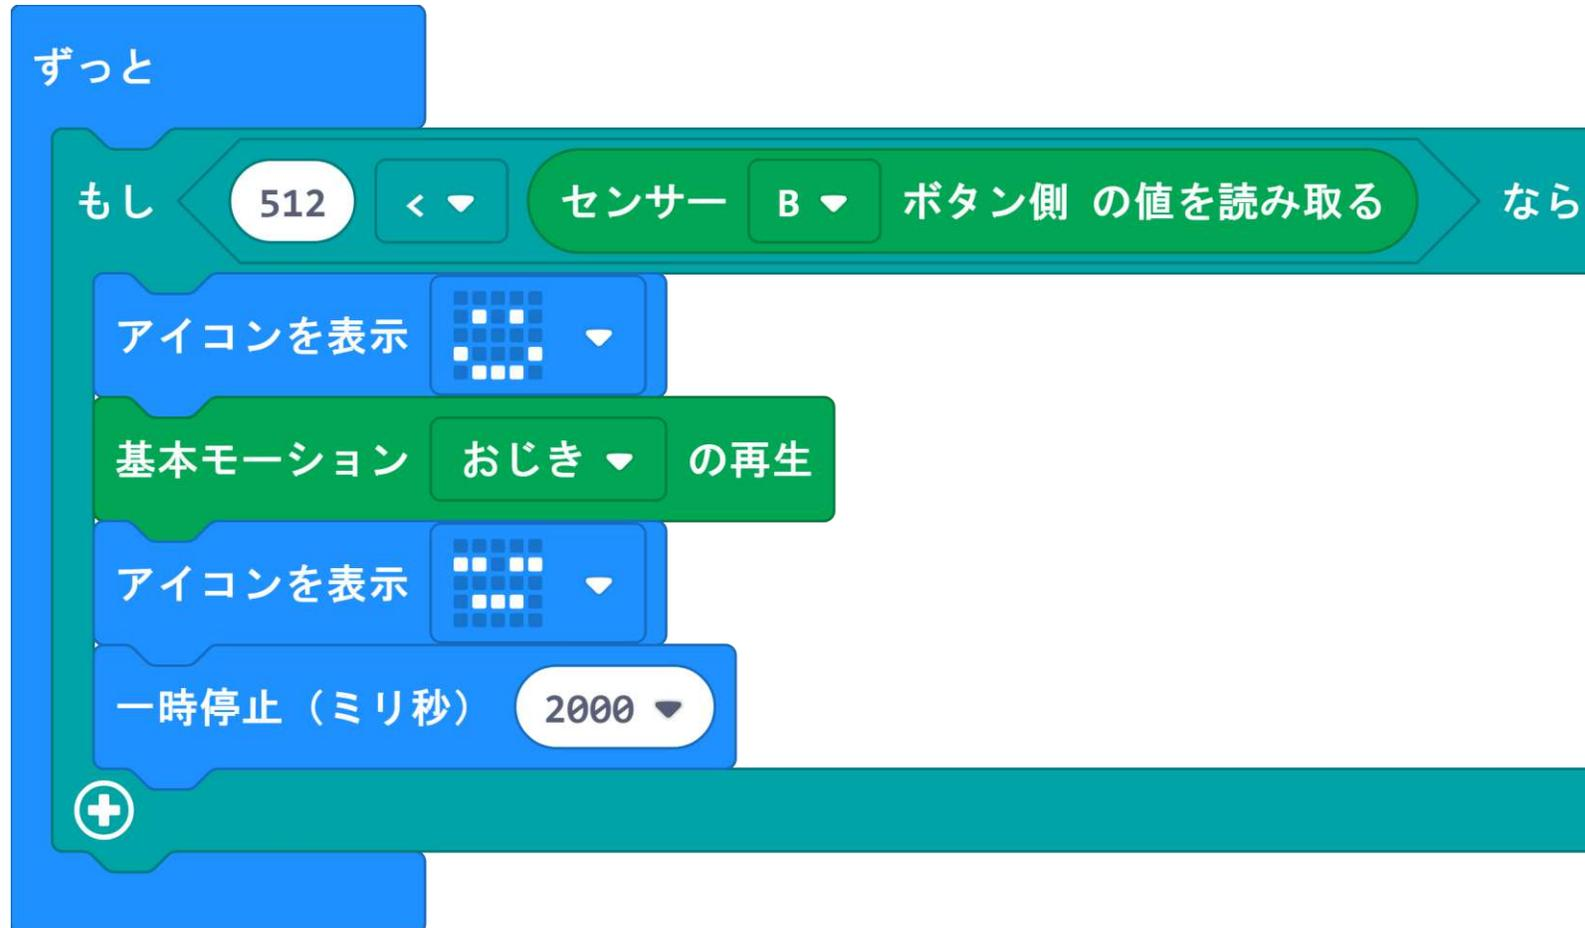 ずっと
もし 512 < センサー B ボタン側 の値を読み取る なら
アイコンを表示
基本モーション おじき の再生
アイコンを表示
一時停止（ミリ秒） 2000